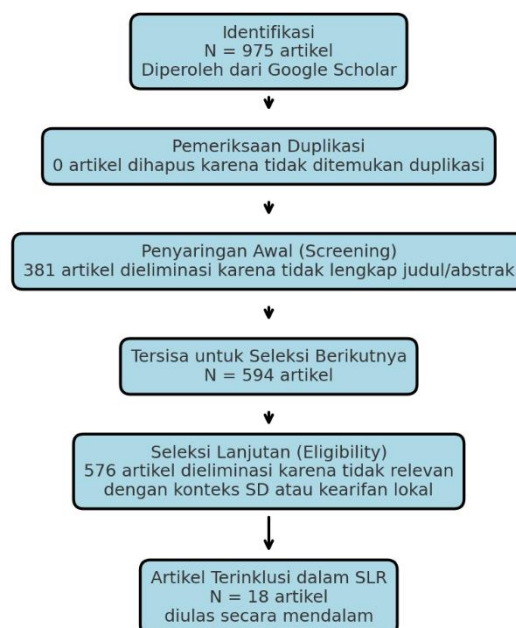 Identifikasi
N = 975 artikel
Diperoleh dari Google Scholar
Pemeriksaan Duplikasi
0 artikel dihapus karena tidak ditemukan duplikasi
Penyaringan Awal (Screening)
381 artikel dieliminasi karena tidak lengkap judul/abstrak
Tersisa untuk Seleksi Berikutnya
N = 594 artikel
Seleksi Lanjutan (Eligibility)
576 artikel dieliminasi karena tidak relevan
dengan konteks SD atau kearifan lokal
Artikel Terinklusi dalam SLR
N = 18 artikel
diulas secara mendalam